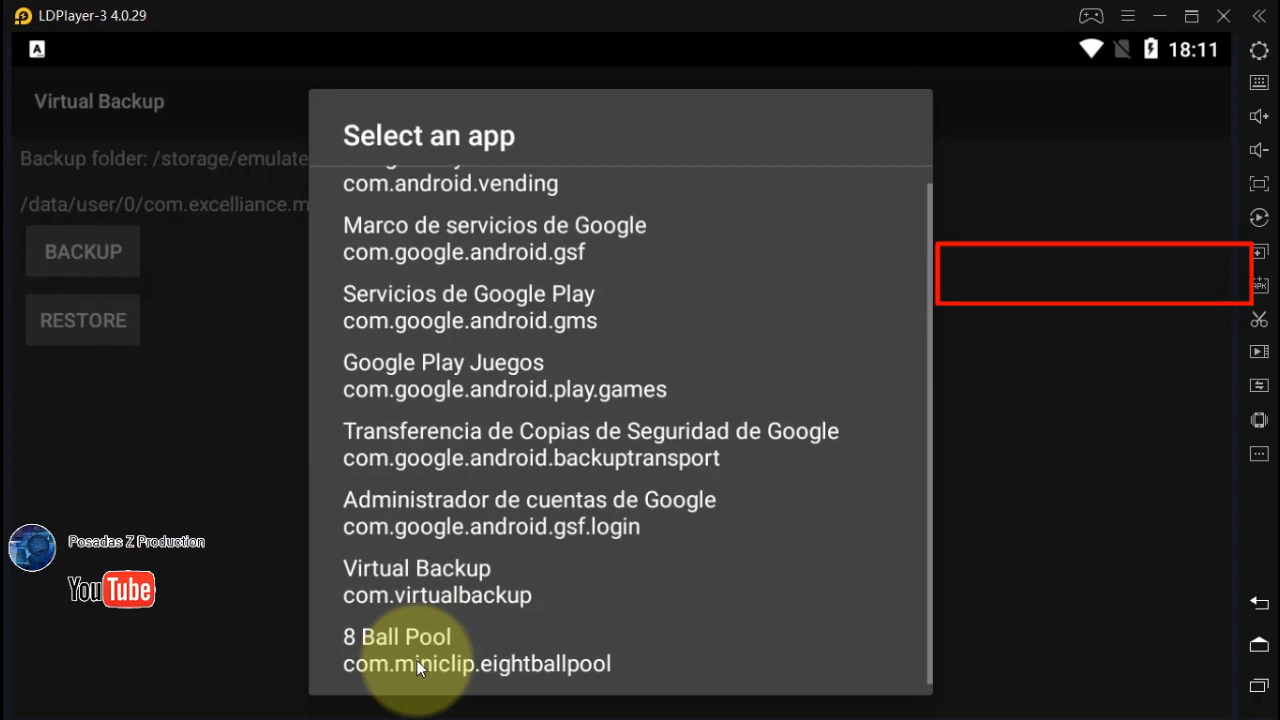 LDPlayer-3 4.0.29
A
18:11
Virtual Backup
Backup folder: /storage/emulate
/data/user/0/com.excelliance.m
BACKUP
RESTORE
Select an app
com.android.vending
Marco de servicios de Google
com.google.android.gsf
Servicios de Google Play
com.google.android.gms
Google Play Juegos
com.google.android.play.games
Transferencia de Copias de Seguridad de Google
com.google.android.backuptransport
Administrador de cuentas de Google
com.google.android.gsf.login
Virtual Backup
com.virtualbackup
8 Ball Pool
com.miniclip.eightballpool
Posadas Z Production
YouTube
APK